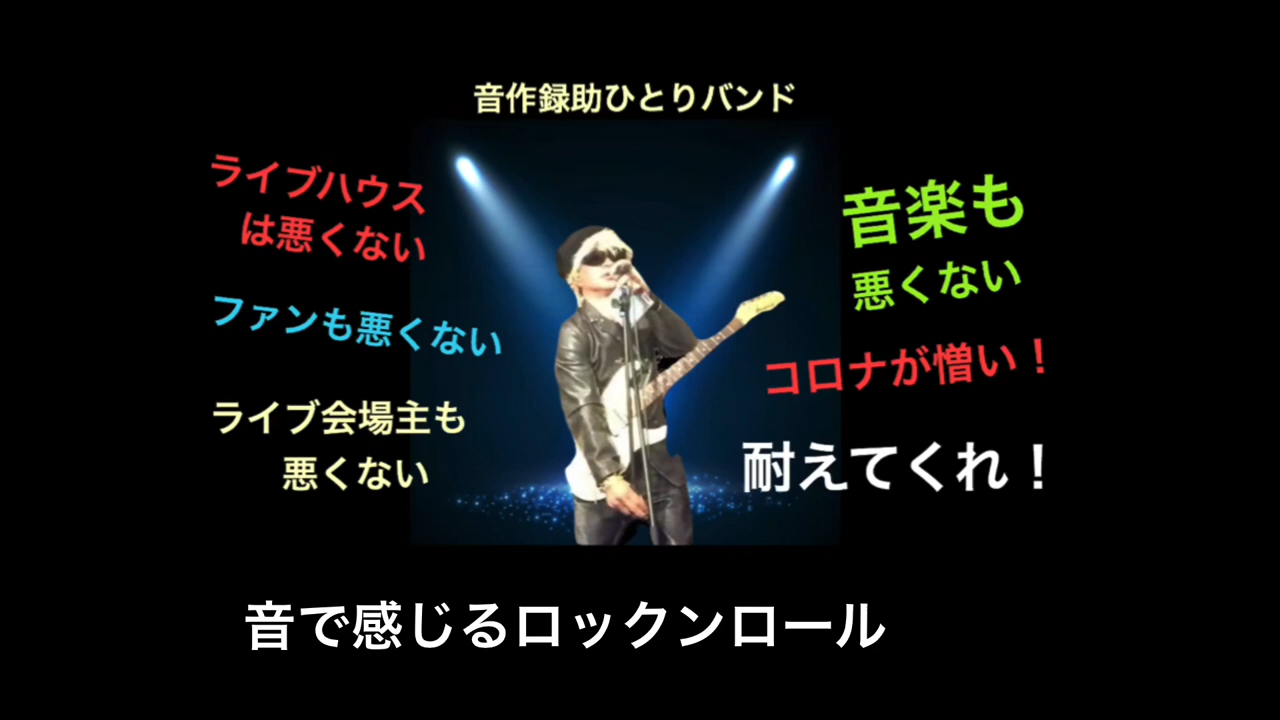 音作録助ひとりバンド
ライブハウス
は悪くない
ファンも悪くない
ライブ会場主も
悪くない
音楽も
悪くない
コロナが憎い！
耐えてくれ！
音で感じるロックンロール